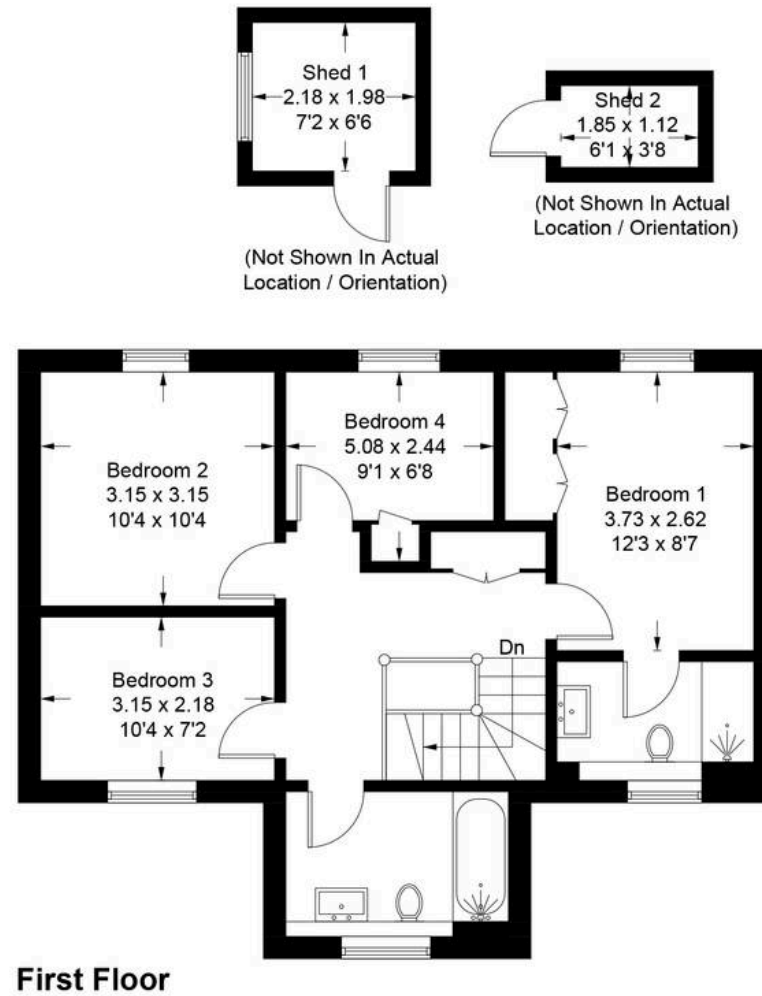 Shed 1
2.18 x 1.98
7'2 x 6'6
(Not Shown In Actual
Location / Orientation)
Shed 2
1.85 x 1.12
6'1 x 3'8
(Not Shown In Actual
Location / Orientation)
Bedroom 2
3.15 x 3.15
10'4 x 10'4
Bedroom 4
5.08 x 2.44
9'1 x 6'8
Bedroom 1
3.73 x 2.62
12'3 x 8'7
Bedroom 3
3.15 x 2.18
10'4 x 7'2
Dn
First Floor